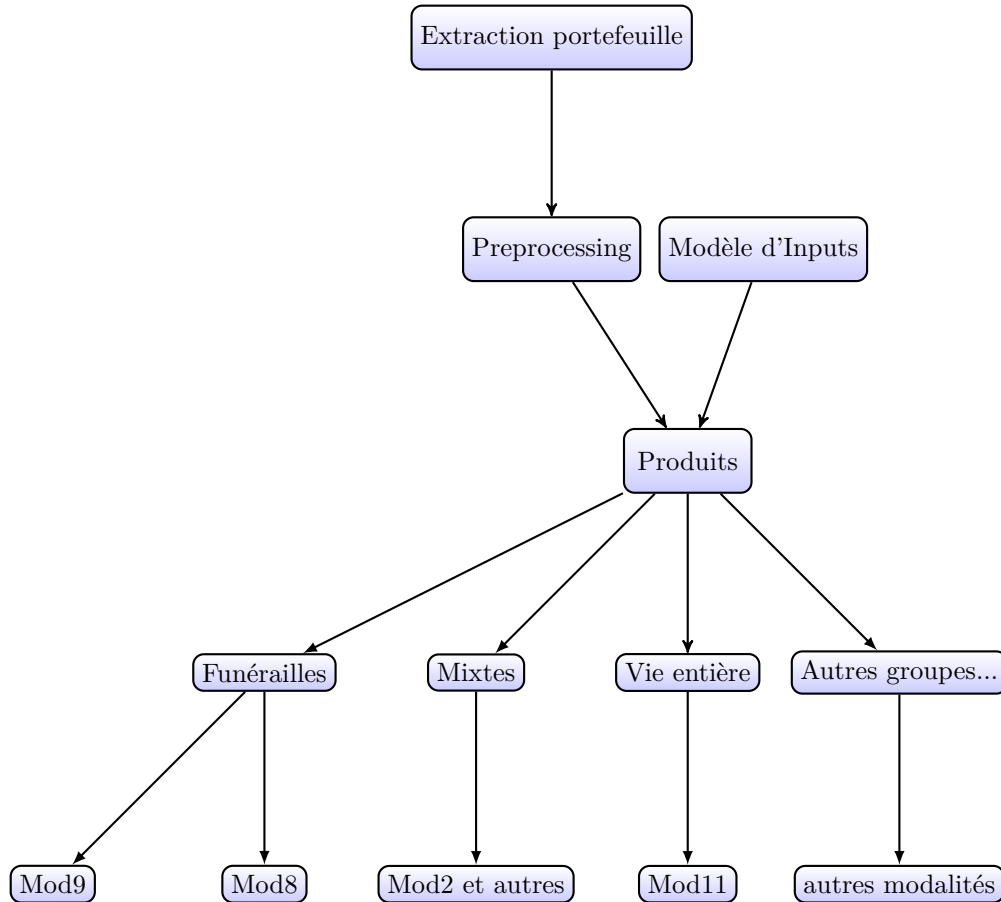 Extraction portefeuille
Preprocessing
Modèle d'Inputs
Produits
Funérailles
Mixtes
Vie entière
Autres groupes...
Mod9
Mod8
Mod2 et autres
Mod11
autres modalités